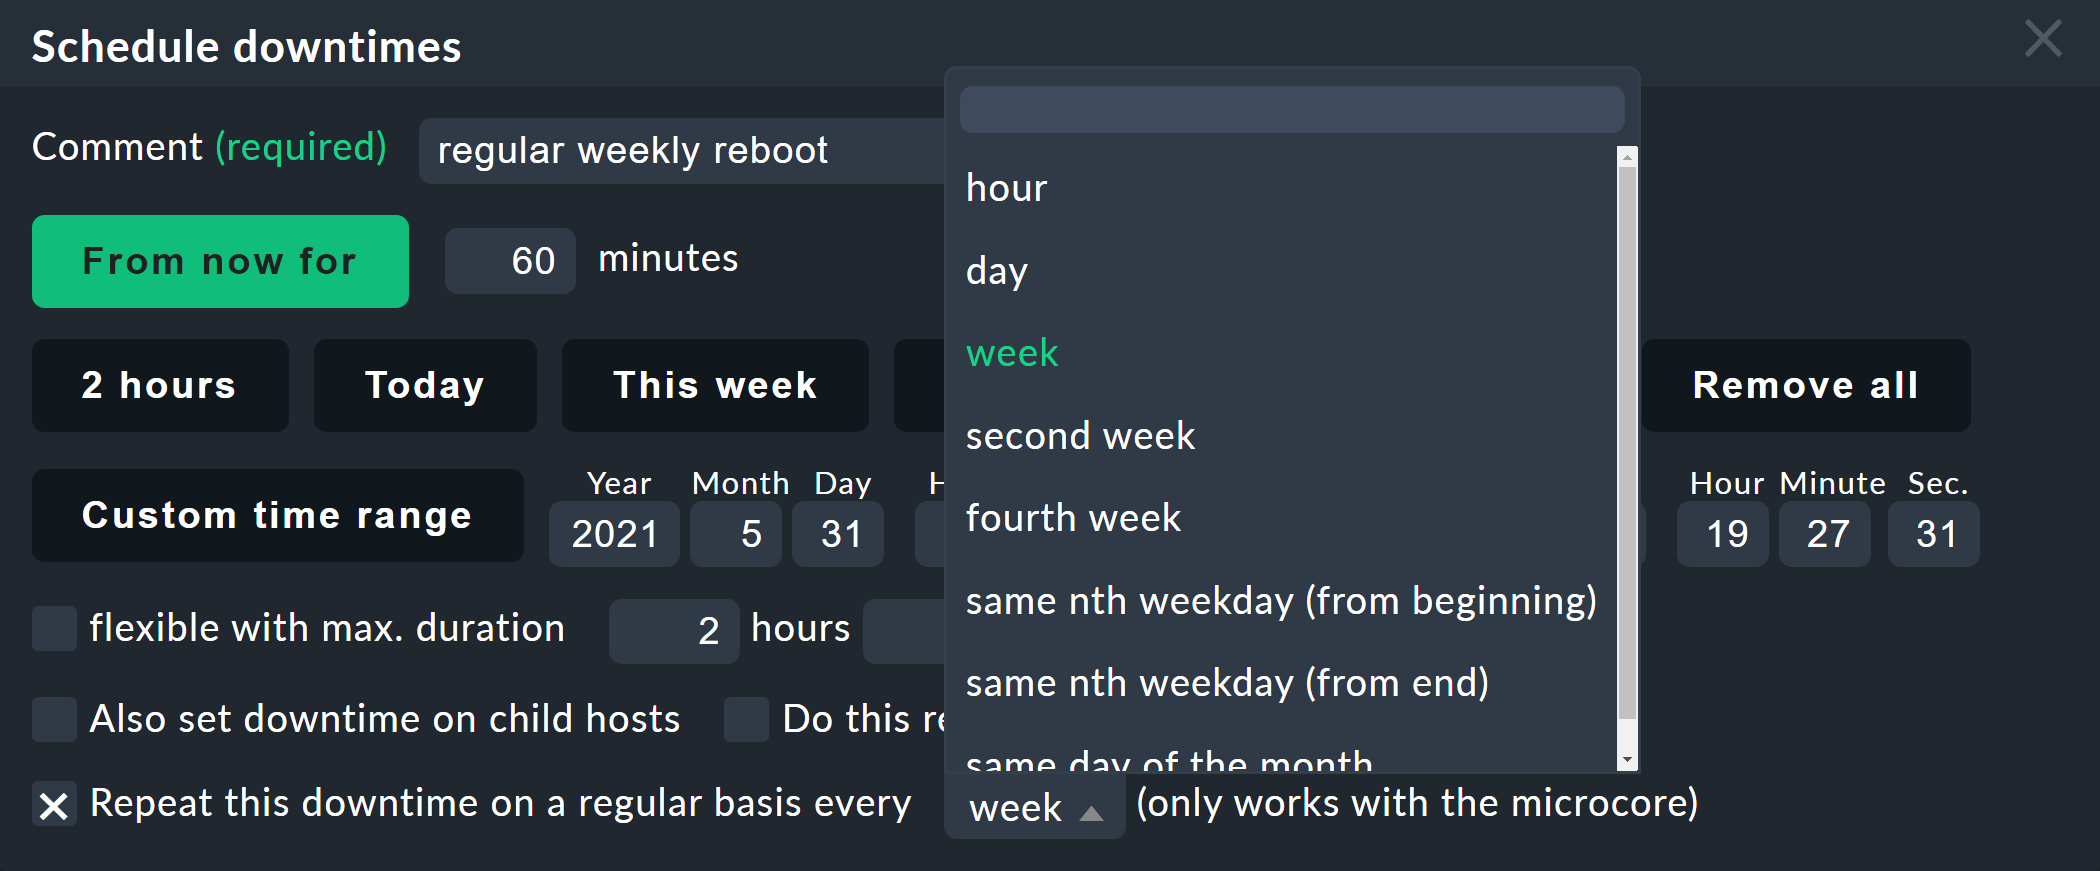 Schedule downtimes
Comment (required) regular weekly reboot
From now for 60 minutes
2 hours Today This week Remove all
Custom time range Year Month Day Hour Minute Sec.
2021 5 31 19 27 31
flexible with max. duration 2 hours
Also set downtime on child hosts Do this
Repeat this downtime on a regular basis every week (only works with the microcore)
hour
day
week
second week
fourth week
same nth weekday (from beginning)
same nth weekday (from end)
same day of the month